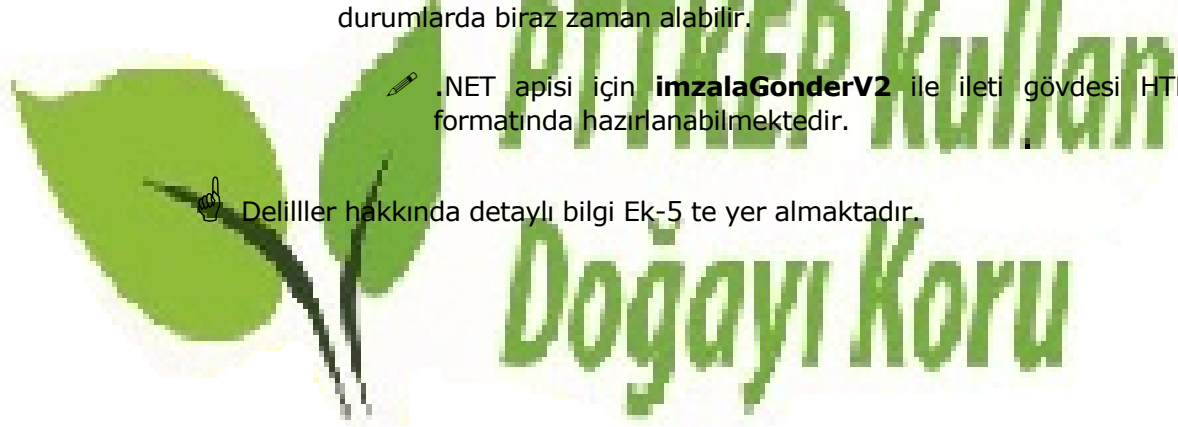 durumlarda biraz zaman alabilir.
PTTKEP Kullan
.NET apisi için imzalaGonderV2 ile ileti gövdesi HT
formatında hazırlanabilmektedir.
Delilller hakkında detaylı bilgi Ek-5 te yer almaktadır.
Doğayı Koru